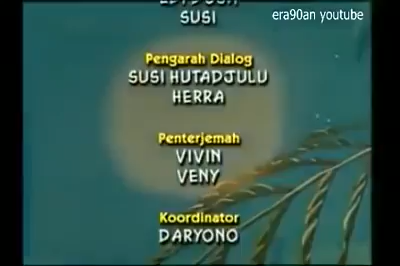 era90an youtube
SUSI
Pengarah Dialog
SUSI HUTADJULU
HERRA
Penterjemah
VIVIN
VENY
Koordinator
DARYONO